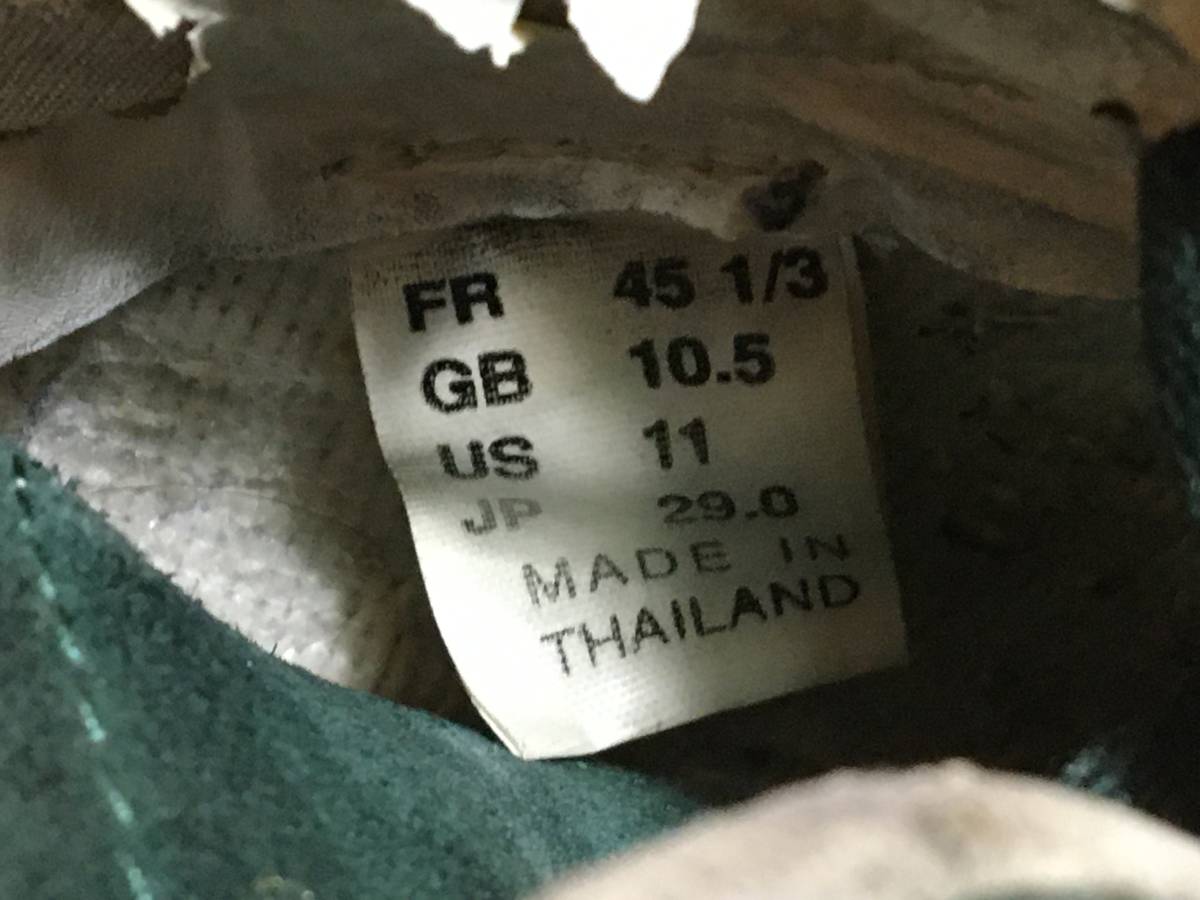 FR 45 1/3
GB 10.5
US 11
JP 29.0
MADE IN
THAILAND